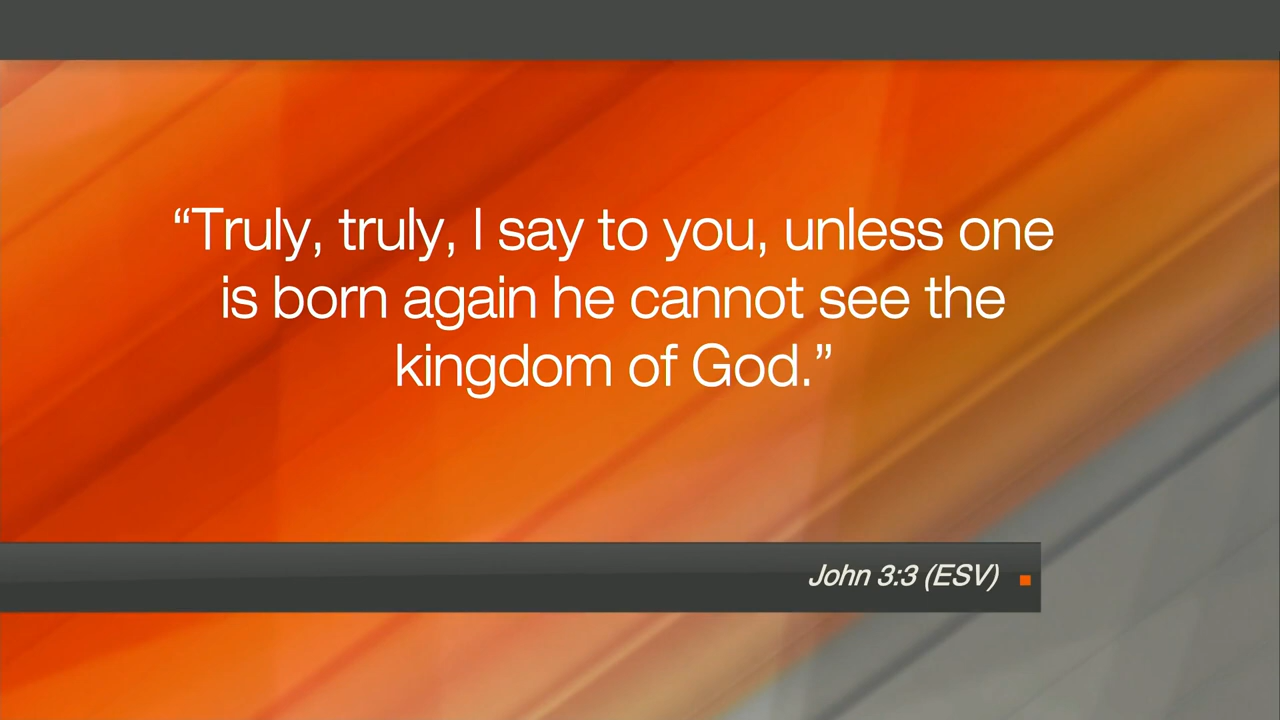 “Truly, truly, I say to you, unless one
is born again he cannot see the
kingdom of God.”
John 3:3 (ESV)